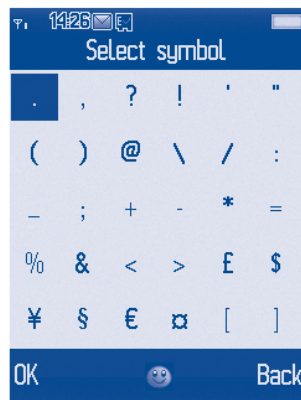 14:26
Select symbol
. , ? ! ' "
( ) @ \ / :
_ ; + - * =
% & < > £ $
¥ § € ¤ [ ]
OK Back